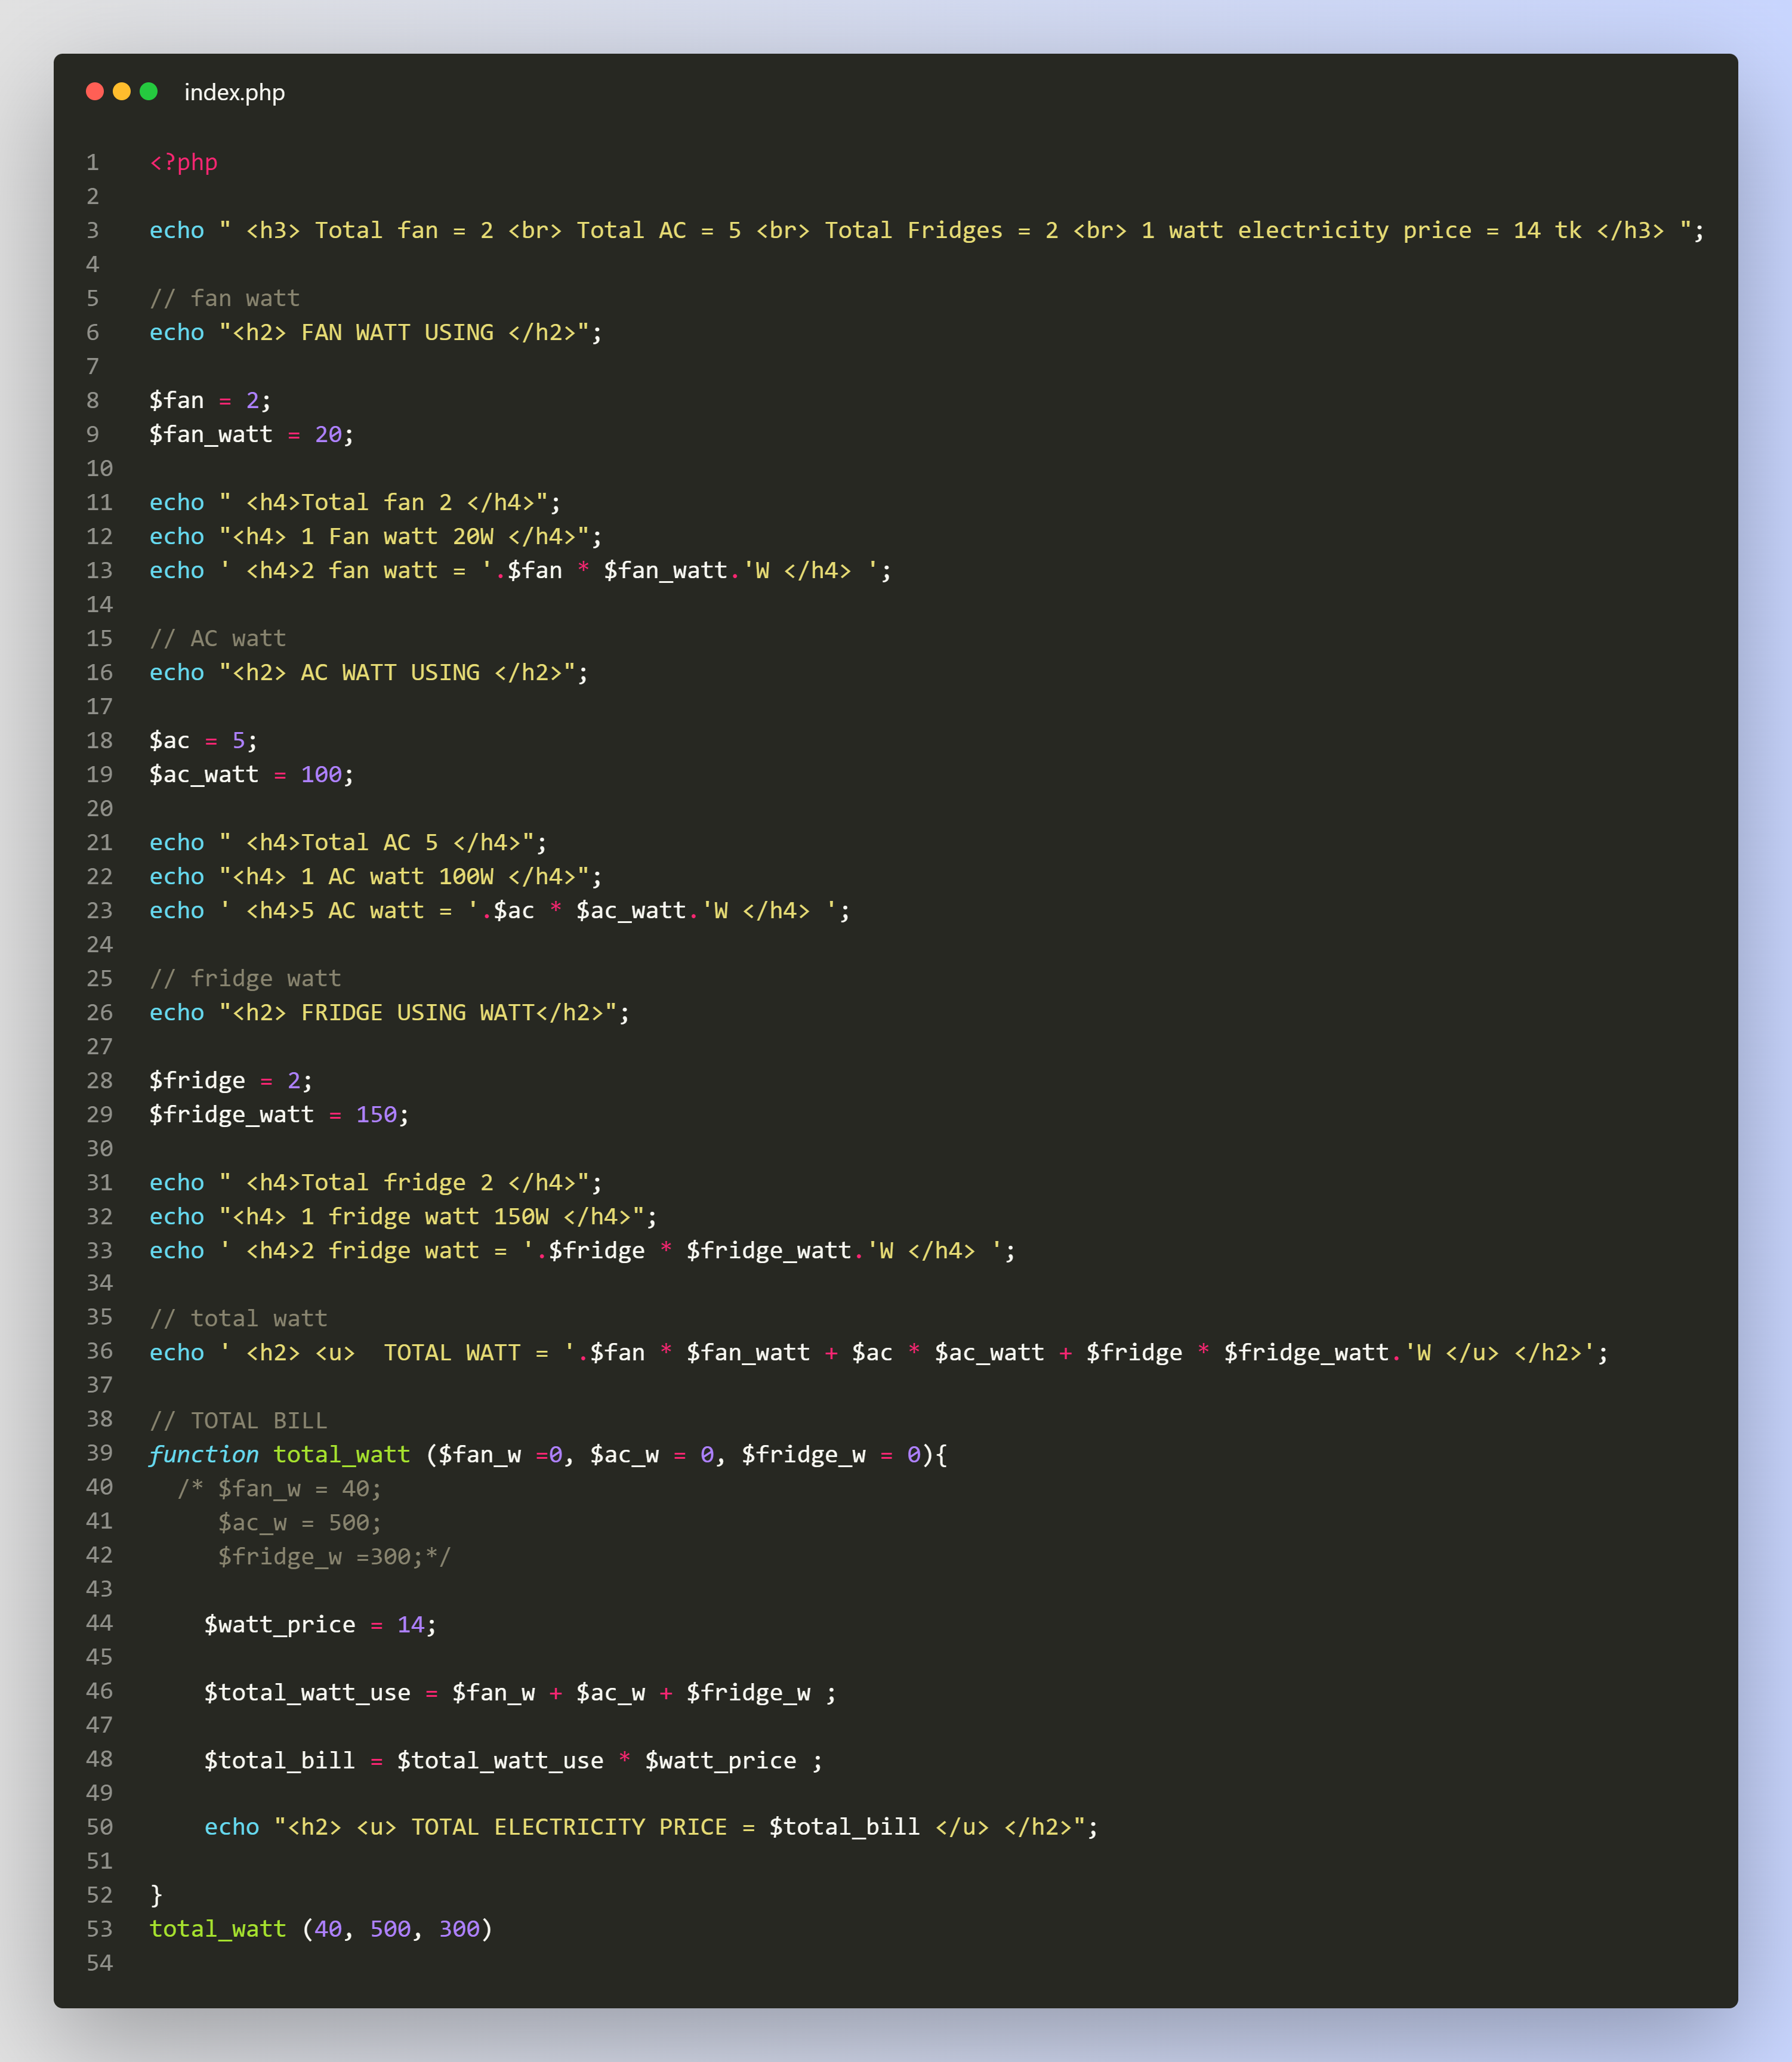 index.php
1 <?php
2
3 echo " <h3> Total fan = 2 <br> Total AC = 5 <br> Total Fridges = 2 <br> 1 watt electricity price = 14 tk </h3> ";
4
5 // fan watt
6 echo "<h2> FAN WATT USING </h2>";
7
8 $fan = 2;
9 $fan_watt = 20;
10
11 echo " <h4>Total fan 2 </h4>";
12 echo "<h4> 1 Fan watt 20W </h4>";
13 echo ' <h4>2 fan watt = '.$fan * $fan_watt.'W </h4> ';
14
15 // AC watt
16 echo "<h2> AC WATT USING </h2>";
17
18 $ac = 5;
19 $ac_watt = 100;
20
21 echo " <h4>Total AC 5 </h4>";
22 echo "<h4> 1 AC watt 100W </h4>";
23 echo ' <h4>5 AC watt = '.$ac * $ac_watt.'W </h4> ';
24
25 // fridge watt
26 echo "<h2> FRIDGE USING WATT</h2>";
27
28 $fridge = 2;
29 $fridge_watt = 150;
30
31 echo " <h4>Total fridge 2 </h4>";
32 echo "<h4> 1 fridge watt 150W </h4>";
33 echo ' <h4>2 fridge watt = '.$fridge * $fridge_watt.'W </h4> ';
34
35 // total watt
36 echo ' <h2> <u>  TOTAL WATT = '.$fan * $fan_watt + $ac * $ac_watt + $fridge * $fridge_watt.'W </u> </h2>';
37
38 // TOTAL BILL
39 function total_watt ($fan_w =0, $ac_w = 0, $fridge_w = 0){
40   /* $fan_w = 40;
41      $ac_w = 500;
42      $fridge_w =300;*/
43
44     $watt_price = 14;
45
46     $total_watt_use = $fan_w + $ac_w + $fridge_w ;
47
48     $total_bill = $total_watt_use * $watt_price ;
49
50     echo "<h2> <u> TOTAL ELECTRICITY PRICE = $total_bill </u> </h2>";
51
52 }
53 total_watt (40, 500, 300)
54